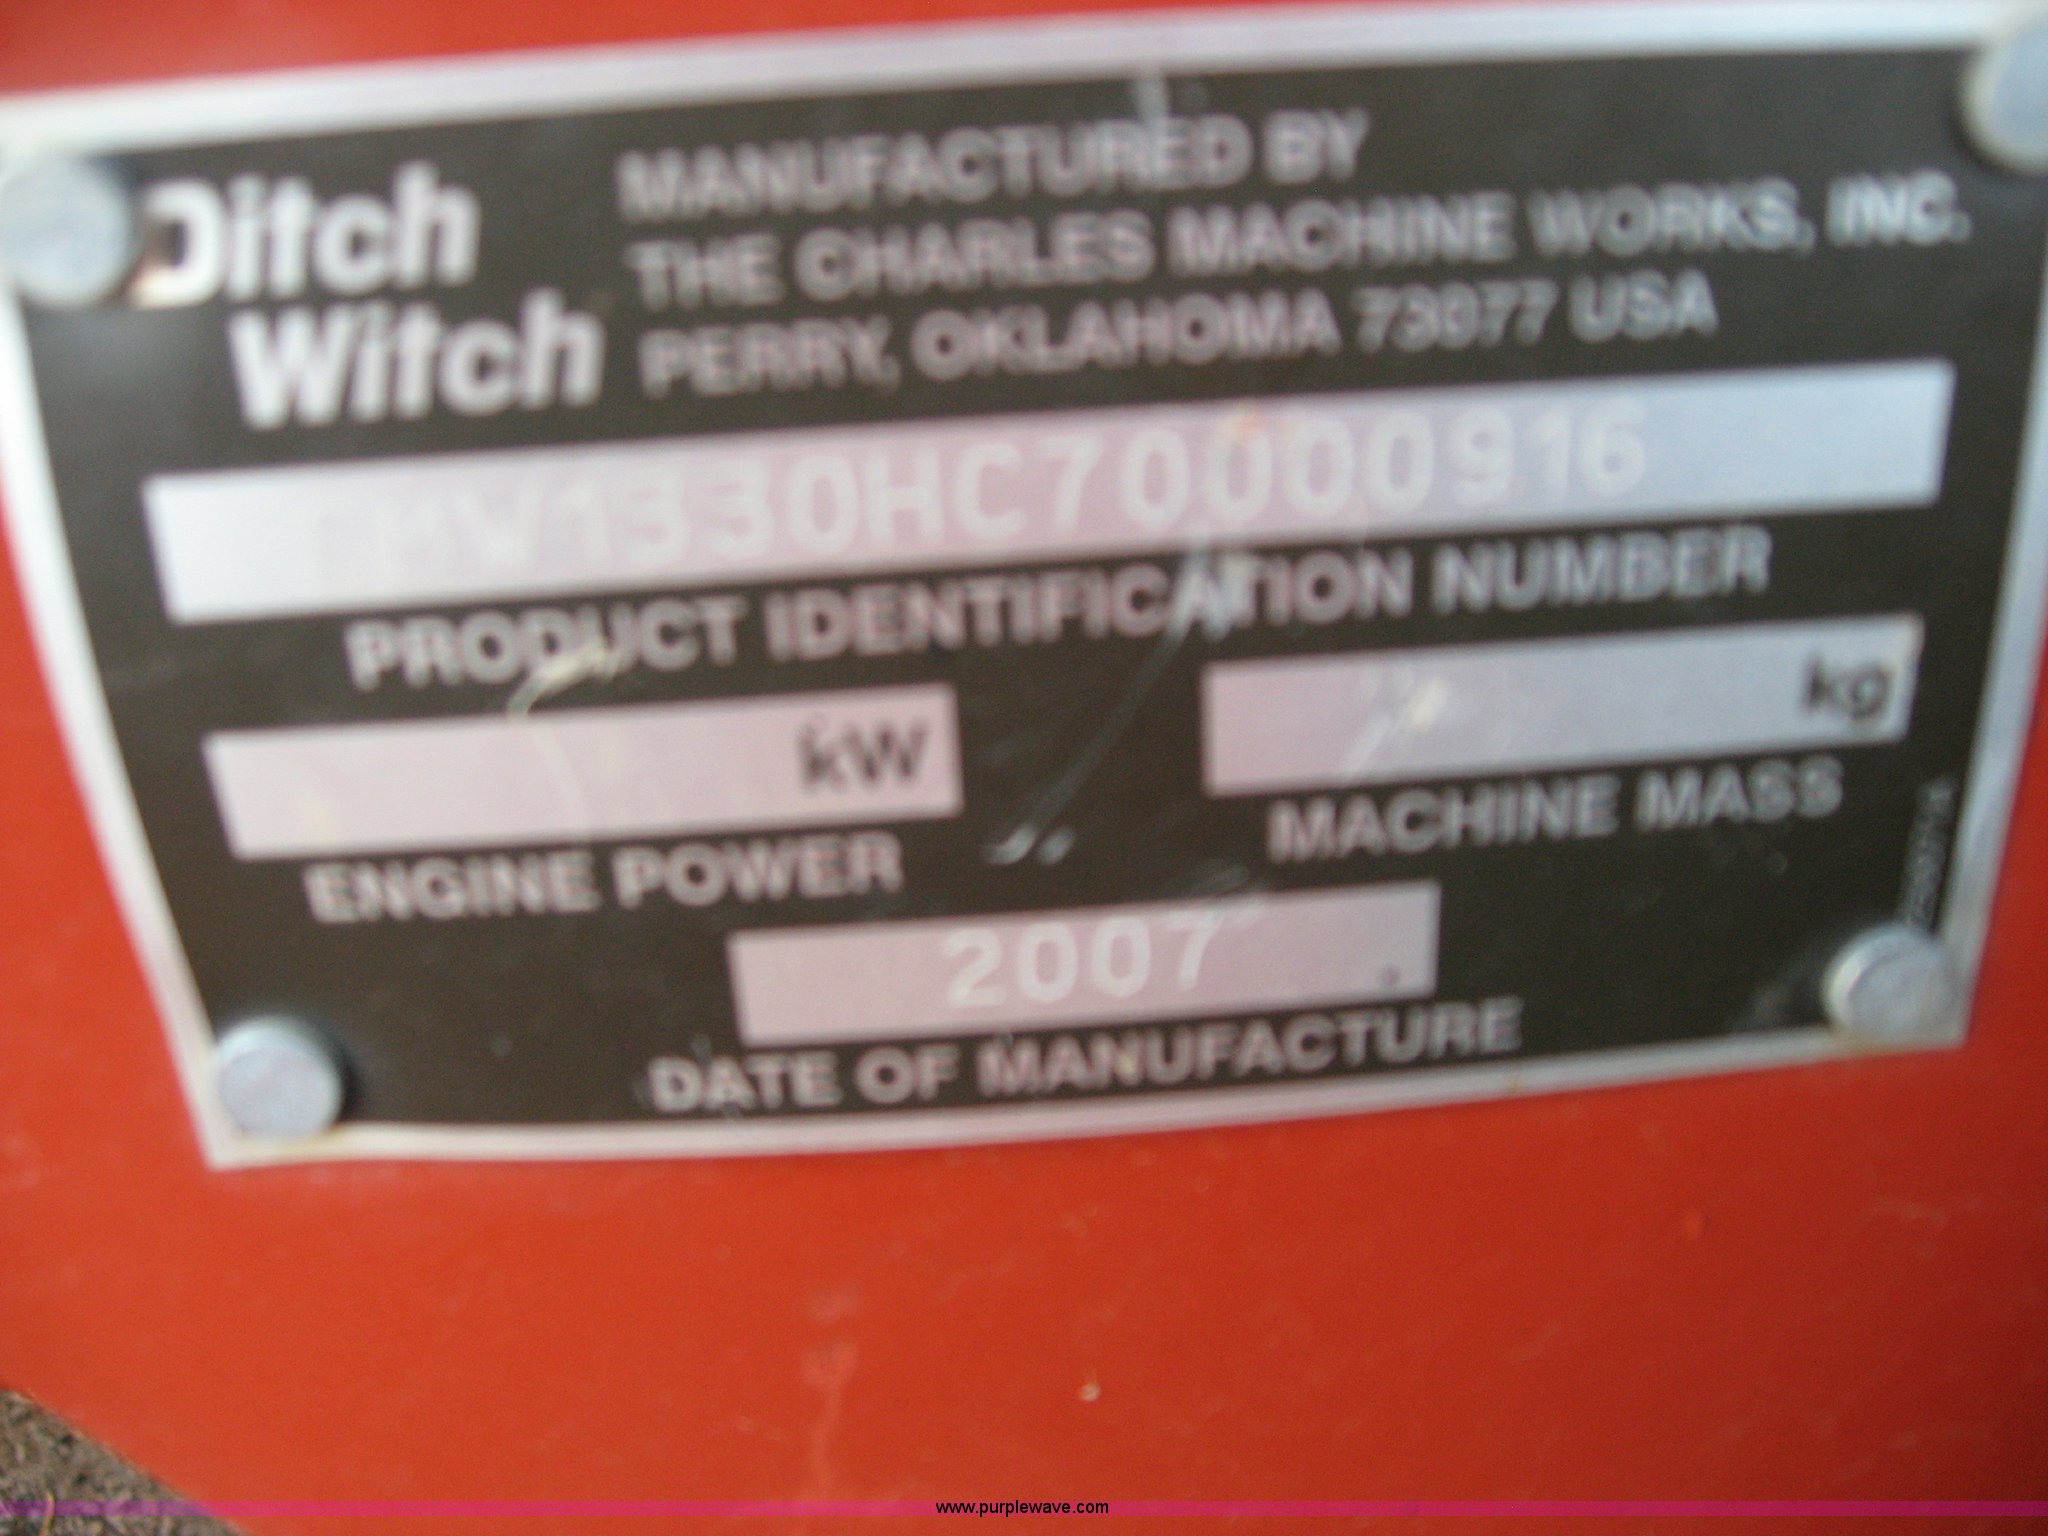 Ditch
Witch
MANUFACTURED BY
THE CHARLES MACHINE WORKS, INC.
PERRY, OKLAHOMA 73077 USA
PRODUCT IDENTIFICATION NUMBER
kW
ENGINE POWER
kg
MACHINE MASS
2007
DATE OF MANUFACTURE
www.purplewave.com